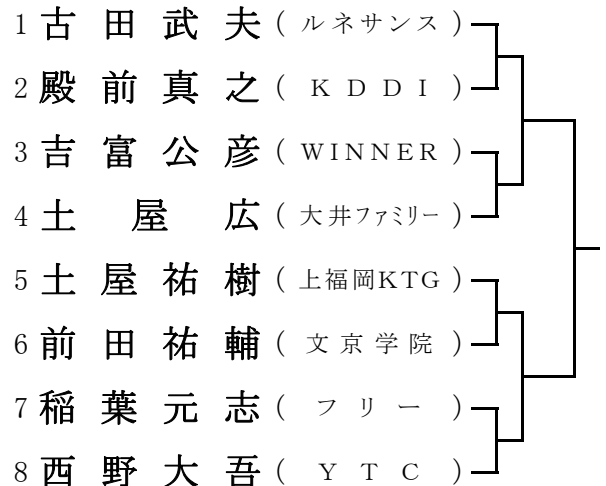 1 古田武夫 ( ルネサンス )
2 殿前真之 ( KDDI )
3 吉富公彦 ( WINNER )
4 土屋広 ( 大井ファミリー )
5 土屋祐樹 ( 上福岡KTG )
6 前田祐輔 ( 文京学院 )
7 稲葉元志 ( フリー )
8 西野大吾 ( YTC )